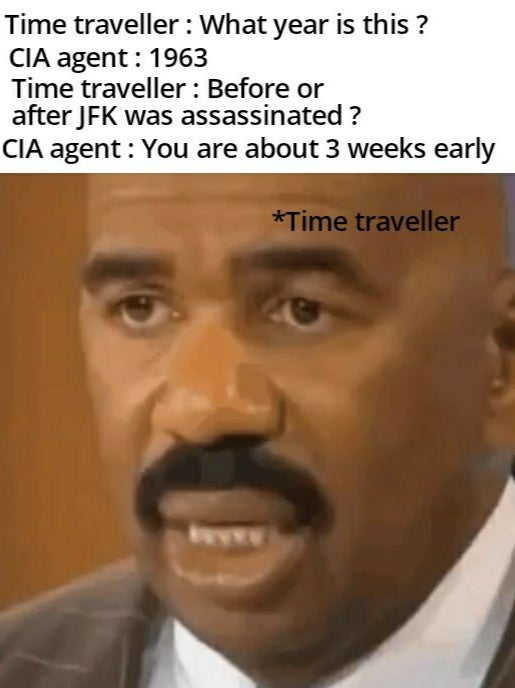 Time traveller : What year is this ?
CIA agent : 1963
Time traveller : Before or
after JFK was assassinated ?
CIA agent : You are about 3 weeks early
*Time traveller